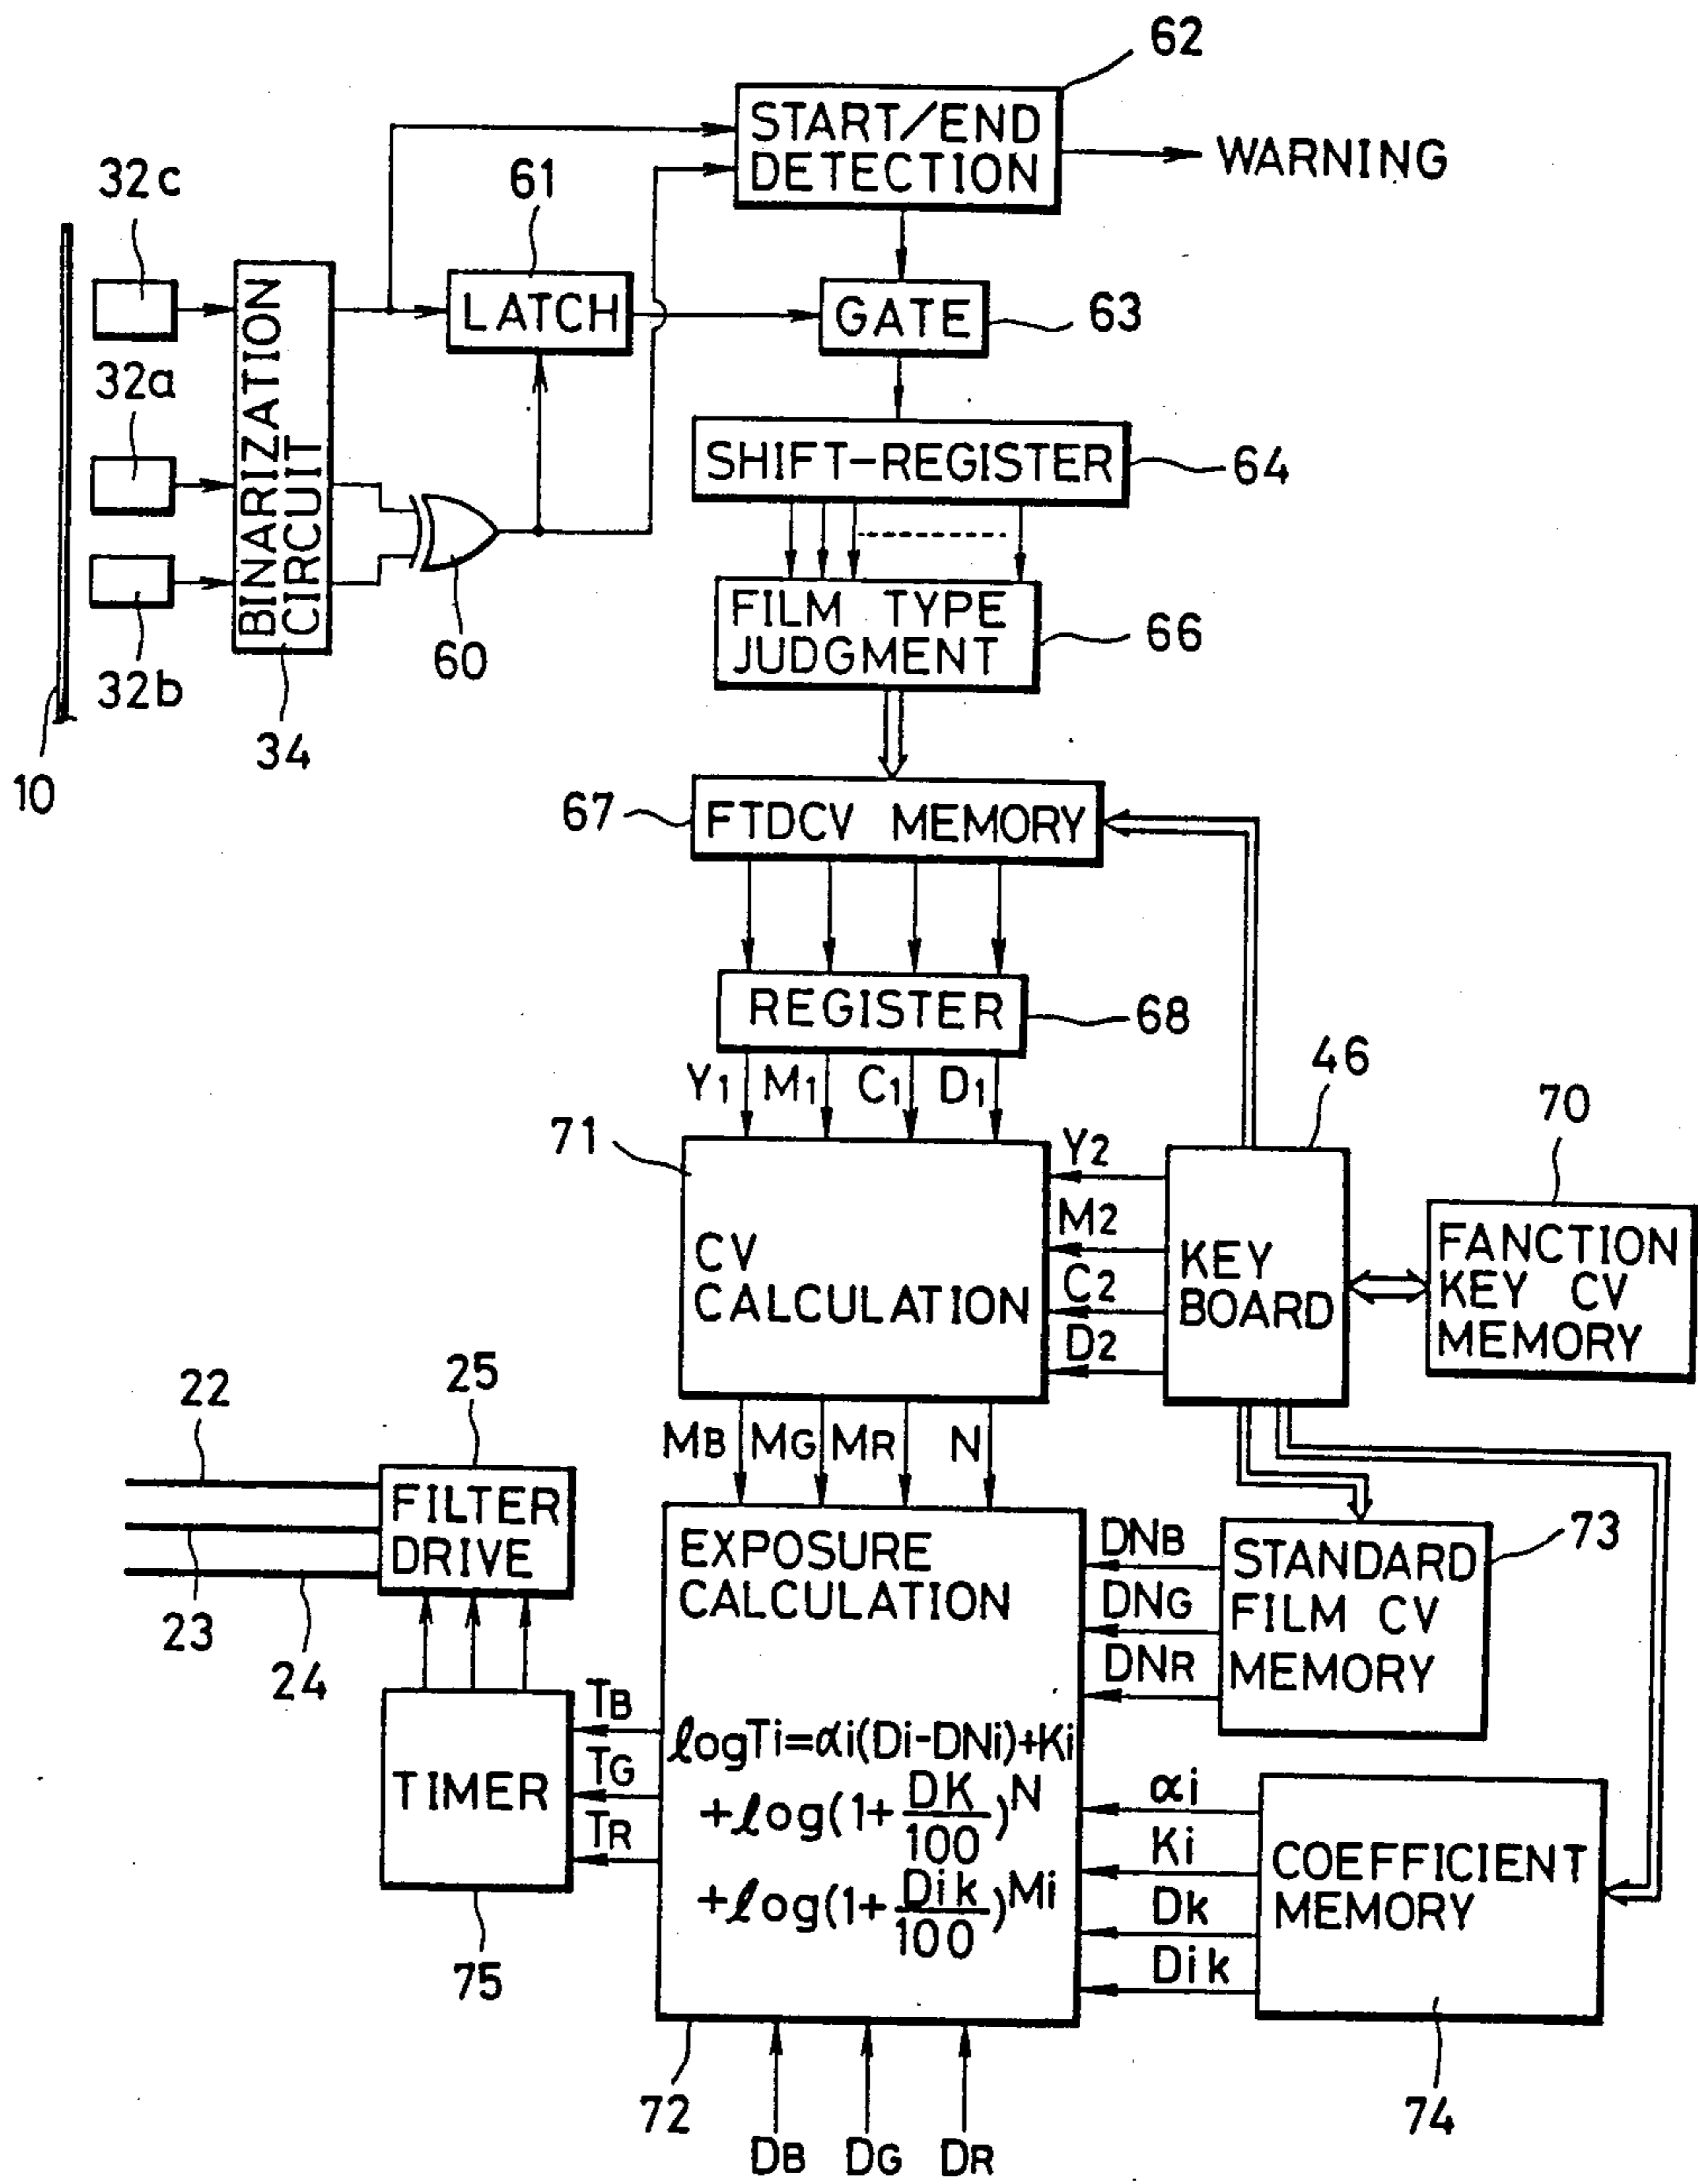 62
START/END
DETECTION
WARNING
32c
61
LATCH
GATE
63
32a
BINARIZATION
CIRCUIT
SHIFT-REGISTER
64
60
FILM TYPE
JUDGMENT
66
32b
34
10
67
FTDCV MEMORY
REGISTER
68
46
Y1 M1 C1 D1
70
71
Y2
M2
C2
D2
CV
CALCULATION
KEY
BOARD
FANCTION
KEY CV
MEMORY
25
22
MB MG MR N
FILTER
DRIVE
23
24
EXPOSURE
CALCULATION
DNB
DNG
DNR
STANDARD
FILM CV
MEMORY
73
TB
TG
TR
TIMER
75
logTi=αi(Di-DNi)+Ki
+log(1+DK/100)N
+log(1+Dik/100)Mi
αi
Ki
Dk
Dik
COEFFICIENT
MEMORY
72
74
DB DG DR